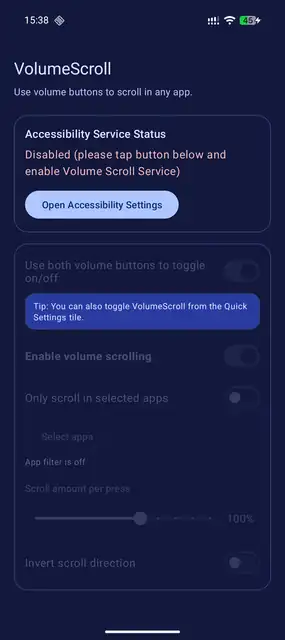 15:38
45
VolumeScroll
Use volume buttons to scroll in any app.
Accessibility Service Status
Disabled (please tap button below and
enable Volume Scroll Service)
Open Accessibility Settings
Use both volume buttons to toggle
on/off
Tip: You can also toggle VolumeScroll from the Quick
Settings tile.
Enable volume scrolling
Only scroll in selected apps
Select apps
App filter is off
Scroll amount per press
100%
Invert scroll direction